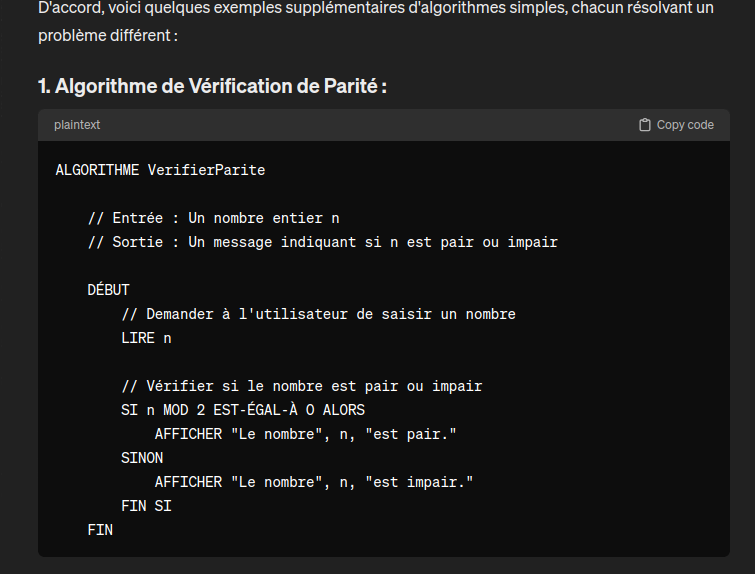 D'accord, voici quelques exemples supplémentaires d'algorithmes simples, chacun résolvant un
problème différent :
1. Algorithme de Vérification de Parité :
plaintext
Copy code
ALGORITHME VerifierParite
// Entrée : Un nombre entier n
// Sortie : Un message indiquant si n est pair ou impair
DÉBUT
// Demander à l'utilisateur de saisir un nombre
LIRE n
// Vérifier si le nombre est pair ou impair
SI n MOD 2 EST-ÉGAL-À 0 ALORS
AFFICHER "Le nombre", n, "est pair."
SINON
AFFICHER "Le nombre", n, "est impair."
FIN SI
FIN